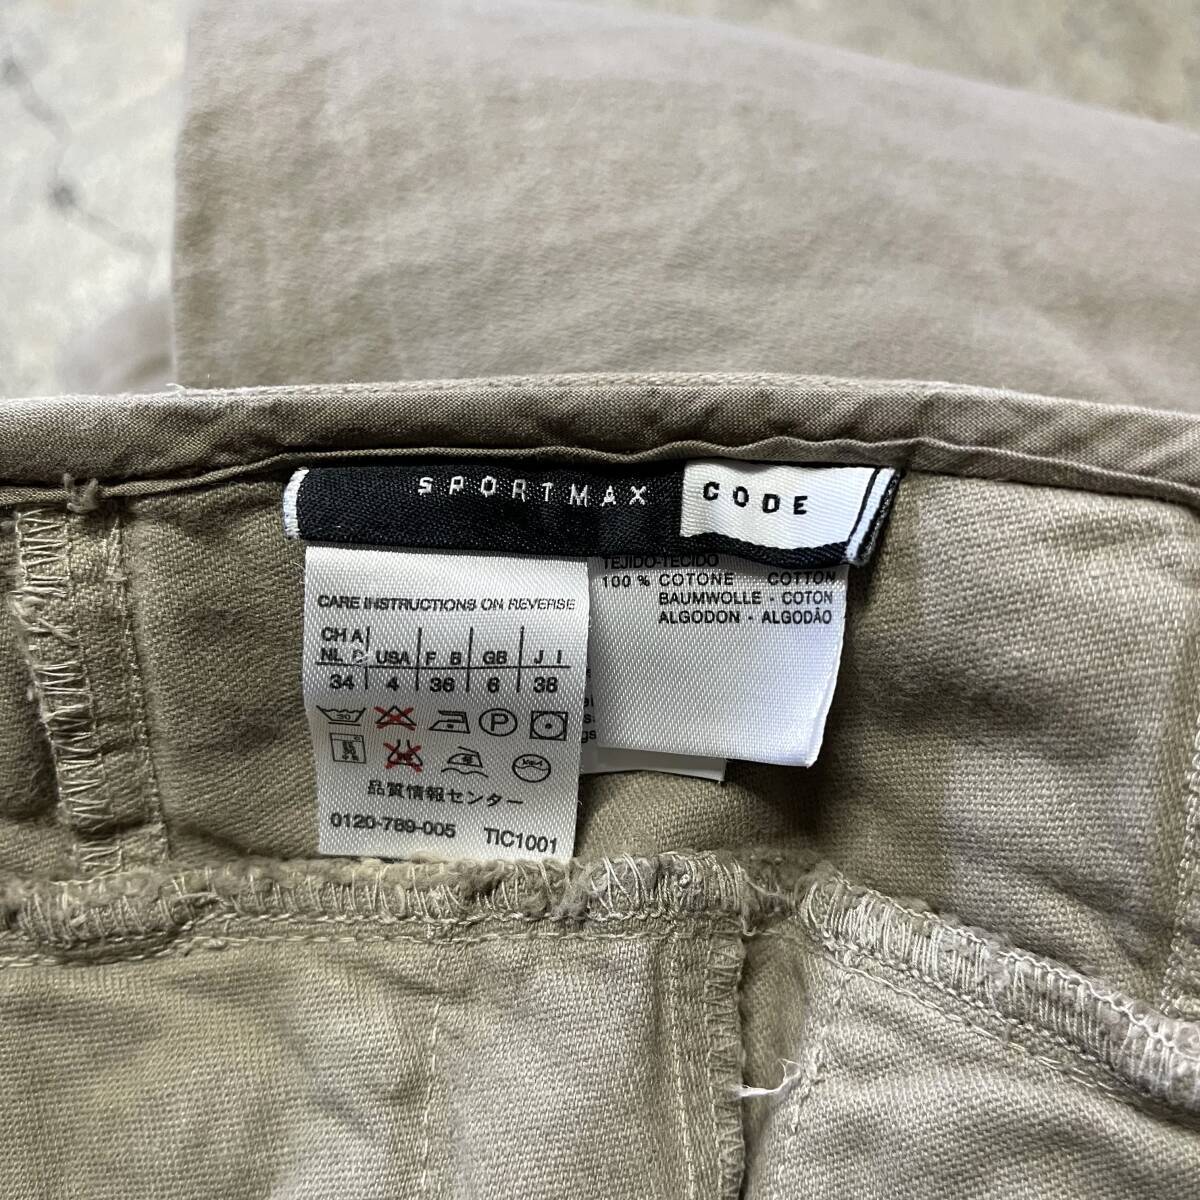 SPORTMAX CODE
TEJIDO-TECIDO
100 % COTONE COTTON
BAUMWOLLE - COTON
ALGODON - ALGODÃO
CARE INSTRUCTIONS ON REVERSE
CH A
NL D USA F B GB J I
34 4 36 6 38
30
P
品質情報センター
0120-789-005 TIC1001